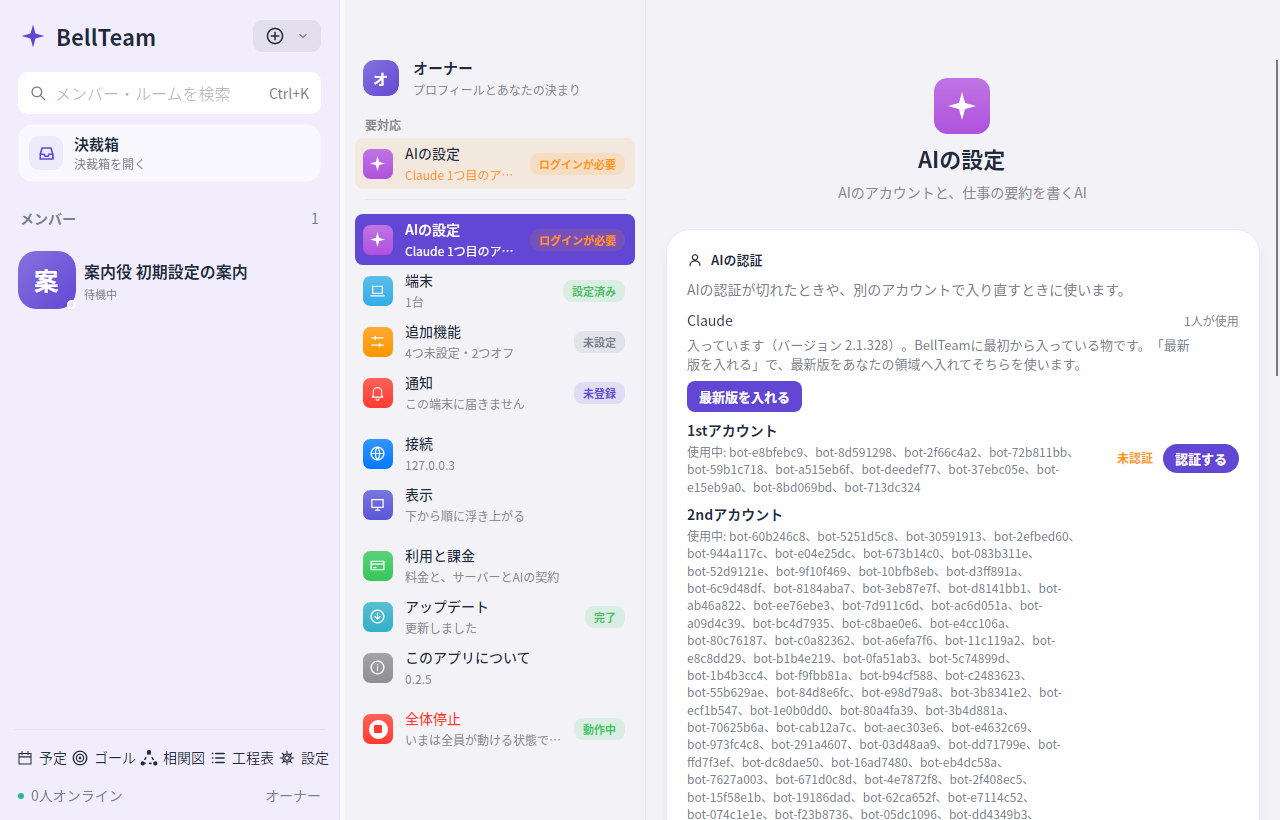 BellTeam
メンバー・ルームを検索
Ctrl+K
決裁箱
決裁箱を開く
メンバー
1
案
案内役 初期設定の案内
待機中
予定
ゴール
相関図
工程表
設定
0人オンライン
オーナー
オ
オーナー
プロフィールとあなたの決まり
要対応
AIの設定
Claude 1つ目のア…
ログインが必要
AIの設定
Claude 1つ目のア…
ログインが必要
端末
1台
設定済み
追加機能
4つ未設定・2つオフ
未設定
通知
この端末に届きません
未登録
接続
127.0.0.3
表示
下から順に浮き上がる
利用と課金
料金と、サーバーとAIの契約
アップデート
更新しました
完了
このアプリについて
0.2.5
全体停止
いまは全員が動ける状態で…
動作中
AIの設定
AIのアカウントと、仕事の要約を書くAI
AIの認証
AIの認証が切れたときや、別のアカウントで入り直すときに使います。
Claude
1人が使用
入っています（バージョン 2.1.328）。BellTeamに最初から入っている物です。「最新
版を入れる」で、最新版をあなたの領域へ入れてそちらを使います。
最新版を入れる
1stアカウント
使用中: bot-e8bfebc9、bot-8d591298、bot-2f66c4a2、bot-72b811bb、
bot-59b1c718、bot-a515eb6f、bot-deedef77、bot-37ebc05e、bot-
e15eb9a0、bot-8bd069bd、bot-713dc324
未認証
認証する
2ndアカウント
使用中: bot-60b246c8、bot-5251d5c8、bot-30591913、bot-2efbed60、
bot-944a117c、bot-e04e25dc、bot-673b14c0、bot-083b311e、
bot-52d9121e、bot-9f10f469、bot-10bfb8eb、bot-d3ff891a、
bot-6c9d48df、bot-8184aba7、bot-3eb87e7f、bot-d8141bb1、bot-
ab46a822、bot-ee76ebe3、bot-7d911c6d、bot-ac6d051a、bot-
a09d4c39、bot-bc4d7935、bot-c8bae0e6、bot-e4cc106a、
bot-80c76187、bot-c0a82362、bot-a6efa7f6、bot-11c119a2、bot-
e8c8dd29、bot-b1b4e219、bot-0fa51ab3、bot-5c74899d、
bot-1b4b3cc4、bot-f9fbb81a、bot-b94cf588、bot-c2483623、
bot-55b629ae、bot-84d8e6fc、bot-e98d79a8、bot-3b8341e2、bot-
ecf1b547、bot-1e0b0dd0、bot-80a4fa39、bot-3b4d881a、
bot-70625b6a、bot-cab12a7c、bot-aec303e6、bot-e4632c69、
bot-973fc4c8、bot-291a4607、bot-03d48aa9、bot-dd71799e、bot-
ffd7f3ef、bot-dc8dae50、bot-16ad7480、bot-eb4dc58a、
bot-7627a003、bot-671d0c8d、bot-4e7872f8、bot-2f408ec5、
bot-15f58e1b、bot-19186dad、bot-62ca652f、bot-e7114c52、
bot-074c1e1e、bot-f23b8736、bot-05dc1096、bot-dd4349b3、